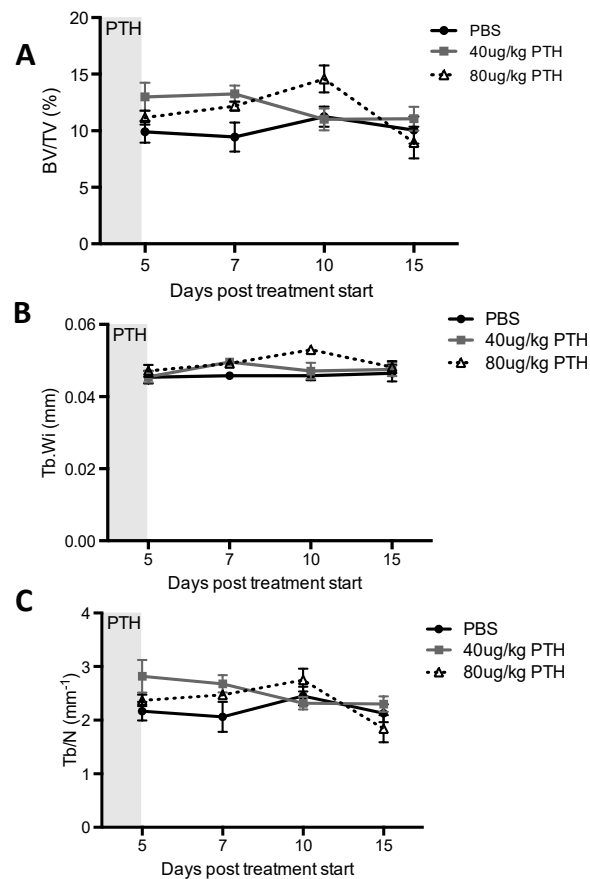 A
PTH
PBS
40ug/kg PTH
80ug/kg PTH
BV/TV (%)
20
15
10
5
0
5 7 10 15
Days post treatment start
B
PTH
PBS
40ug/kg PTH
80ug/kg PTH
Tb.Wi (mm)
0.06
0.04
0.02
0.00
5 7 10 15
Days post treatment start
C
PTH
PBS
40ug/kg PTH
80ug/kg PTH
Tb/N (mm⁻¹)
4
3
2
1
0
5 7 10 15
Days post treatment start